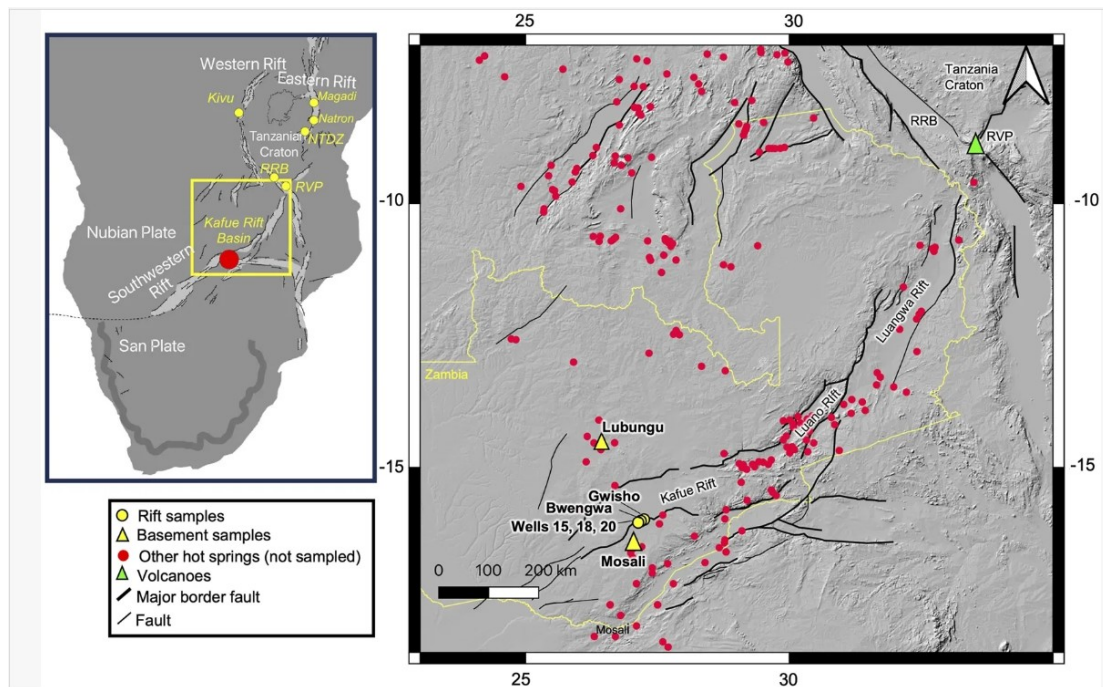 Western Rift
Eastern Rift
Kivu
Magadi
Natron
Tanzanian
Craton
NTDZ
RRB
RVP
Nubian Plate
Kafue Rift
Basin
Southwestern
Rift
San Plate
Rift samples
Basement samples
Other hot springs (not sampled)
Volcanoes
Major border fault
Fault
25
30
Tanzania
Craton
RRB
RVP
-10
-10
Luangwa Rift
Zambia
Luano Rift
Lubungu
-15
-15
Gwisho
Kafue Rift
Bwengwa
Wells 15, 18, 20
Mosali
0 100 200 km
Mosali
25
30